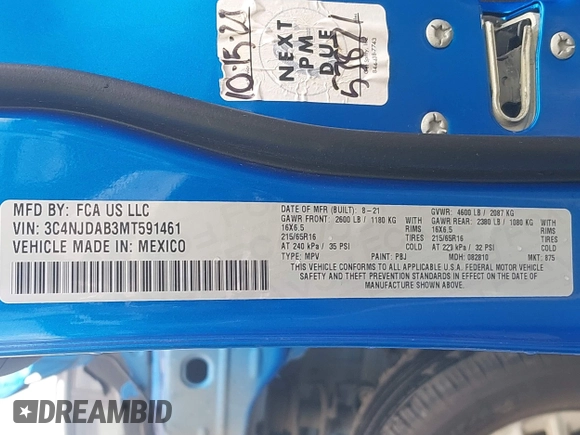 10-15-21
NEXT
PM
DUE
MFD BY: FCA US LLC
VIN: 3C4NJDAB3MT591461
VEHICLE MADE IN: MEXICO
DATE OF MFR (BUILT): 8-21
GVWR: 4600 LB / 2087 KG
GAWR FRONT: 2600 LB / 1180 KG WITH
GAWR REAR: 2380 LB / 1080 KG WITH
16X6.5 RIMS 16X6.5 RIMS
215/65R16 TIRES 215/65R16 TIRES
AT 240 kPa / 35 PSI AT 223 kPa / 32 PSI
TYPE: MPV PAINT: PBJ MDH: 082810 MKT: 875
THIS VEHICLE CONFORMS TO ALL APPLICABLE U.S.A. FEDERAL MOTOR VEHICLE
SAFETY AND THEFT PREVENTION STANDARDS IN EFFECT ON THE DATE OF
MANUFACTURE SHOWN ABOVE.
DREAMBID